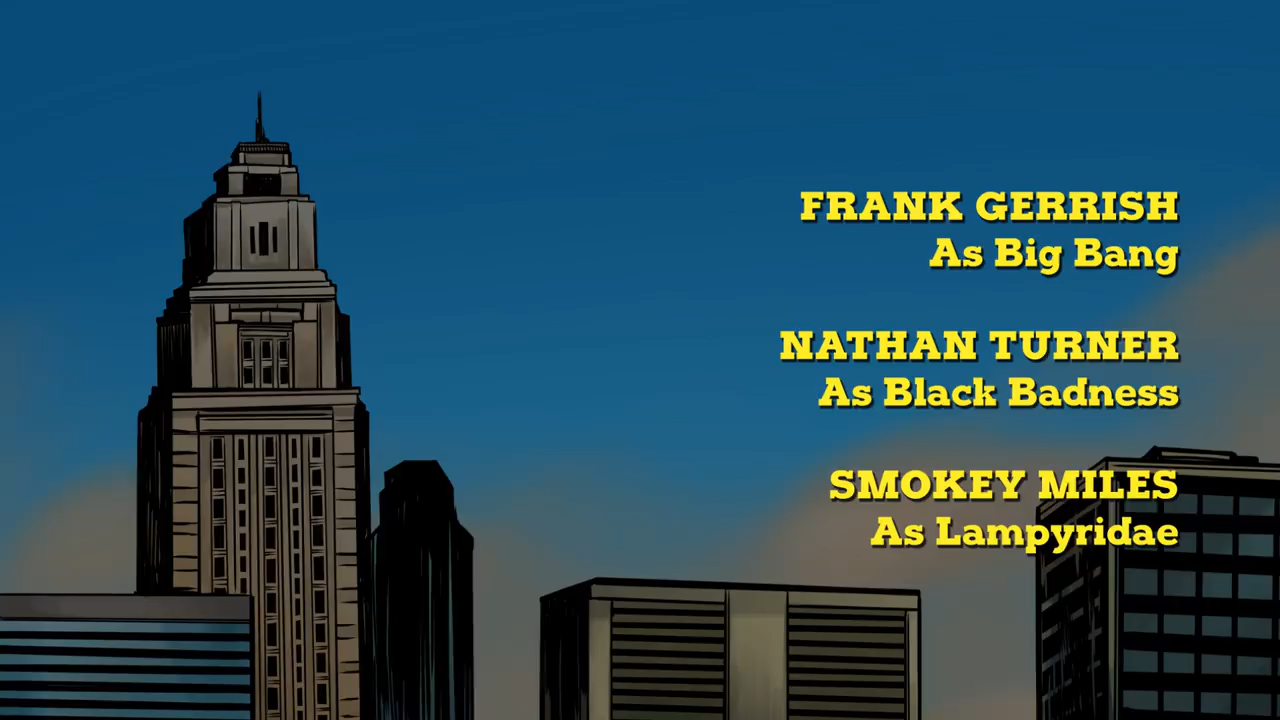 FRANK GERRISH
As Big Bang
NATHAN TURNER
As Black Badness
SMOKEY MILES
As Lampyridae